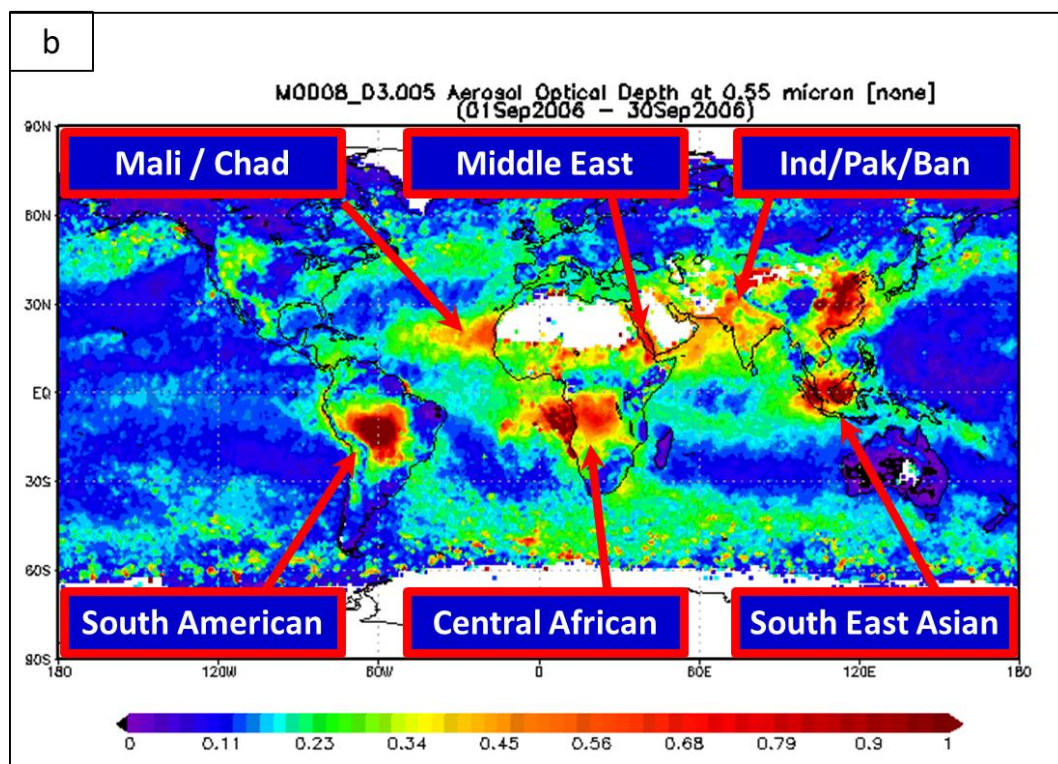 b
MOD08_D3.005 Aerosol Optical Depth at 0.55 micron [none]
(01Sep2006 – 30Sep2006)
90N
Mali / Chad
Middle East
Ind/Pak/Ban
60N
30N
EQ
30S
60S
South American
Central African
South East Asian
90S
180
120W
60W
0
60E
120E
180
0
0.11
0.23
0.34
0.45
0.56
0.68
0.79
0.9
1